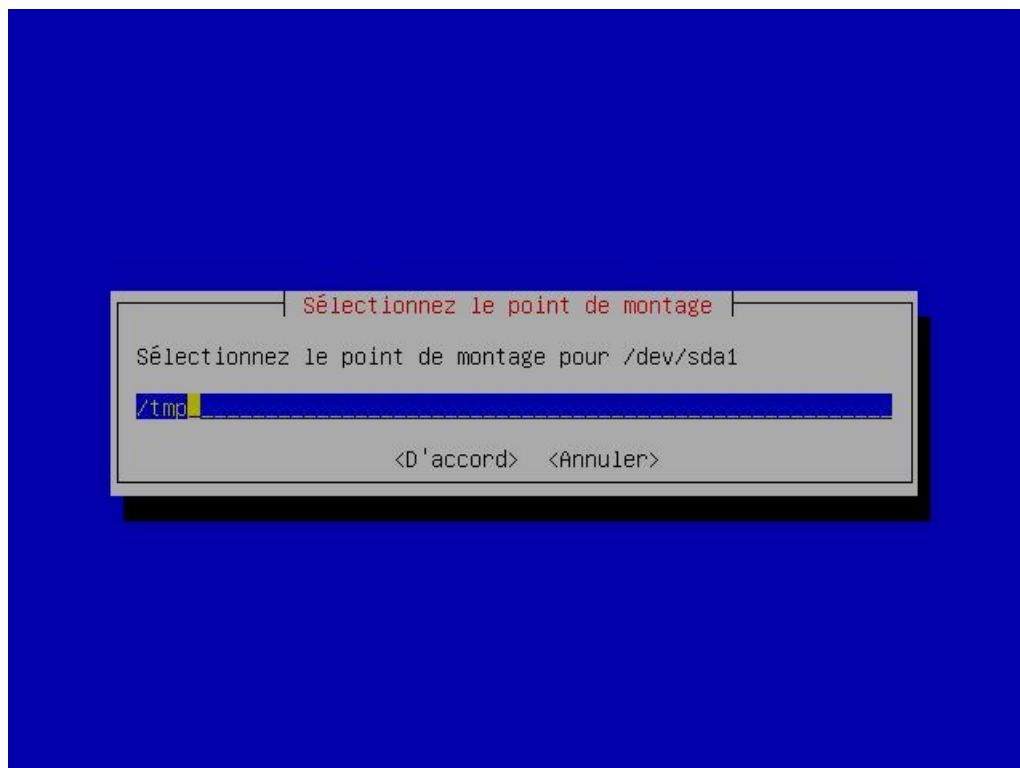 Sélectionnez le point de montage
Sélectionnez le point de montage pour /dev/sda1
/tmp
<D'accord> <Annuler>